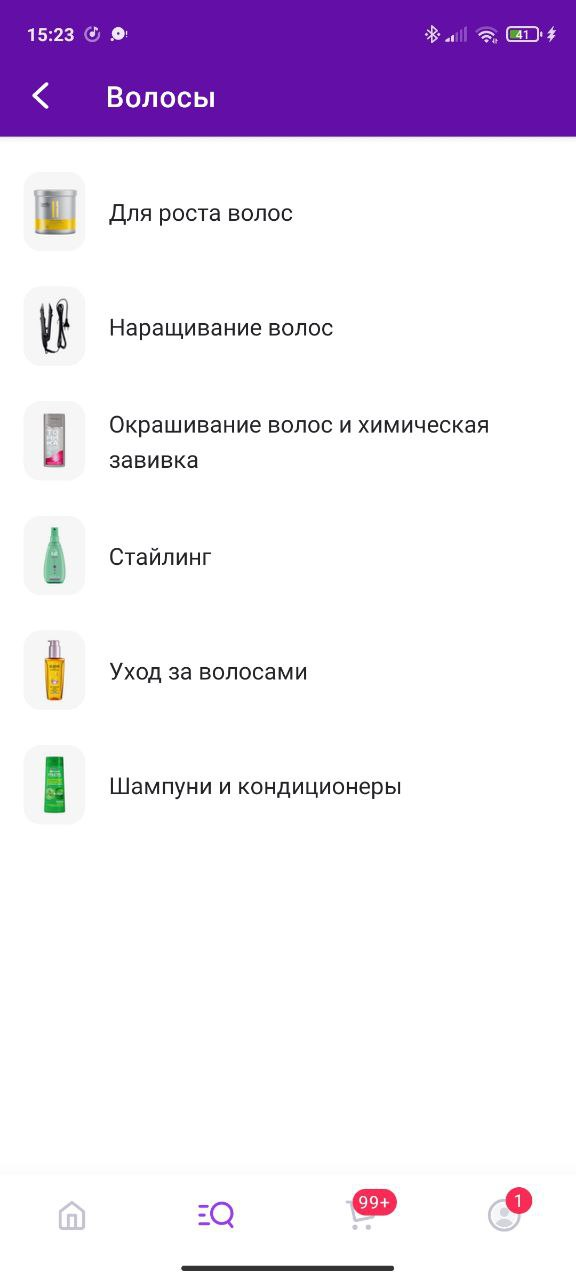 15:23
41
Волосы
Для роста волос
Наращивание волос
Окрашивание волос и химическая
завивка
Стайлинг
Уход за волосами
Шампуни и кондиционеры
99+
1